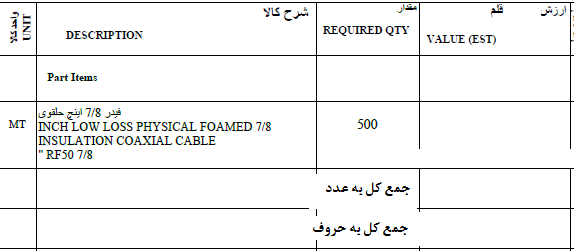 واحد کالا
UNIT
شرح کالا
DESCRIPTION
مقدار
REQUIRED QTY
ارزش قلم
VALUE (EST)
Part Items
MT
فیدر 7/8 اینچ حلقوی
INCH LOW LOSS PHYSICAL FOAMED 7/8
INSULATION COAXIAL CABLE
" RF50 7/8
500
جمع کل به عدد
جمع کل به حروف